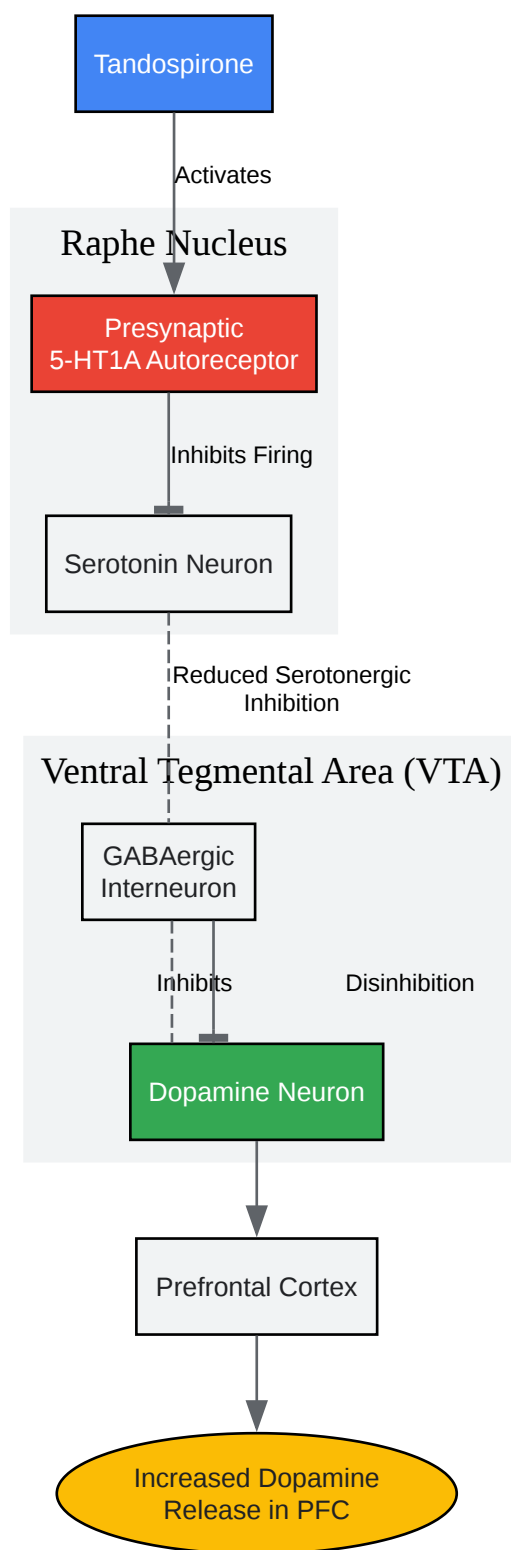 Tandospirone
Activates
Raphe Nucleus
Presynaptic
5-HT1A Autoreceptor
Inhibits Firing
Serotonin Neuron
Reduced Serotonergic
Inhibition
Ventral Tegmental Area (VTA)
GABAergic
Interneuron
Inhibits
Disinhibition
Dopamine Neuron
Prefrontal Cortex
Increased Dopamine
Release in PFC